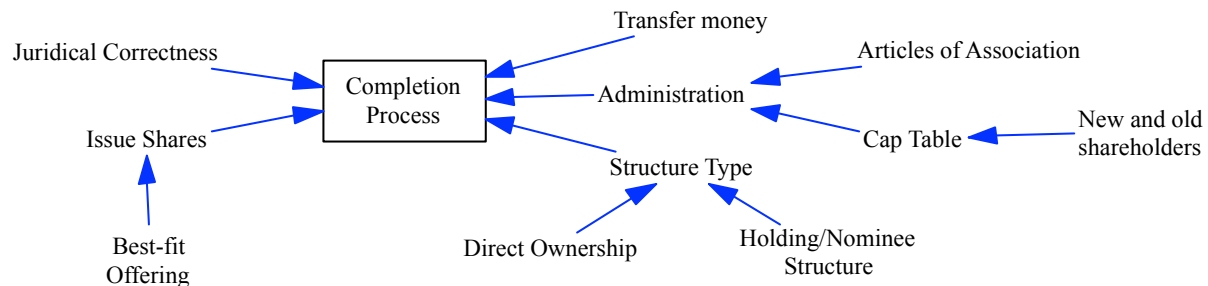 Transfer money
Juridical Correctness
Articles of Association
Completion
Process
Administration
New and old
shareholders
Issue Shares
Cap Table
Structure Type
Best-fit
Offering
Direct Ownership
Holding/Nominee
Structure